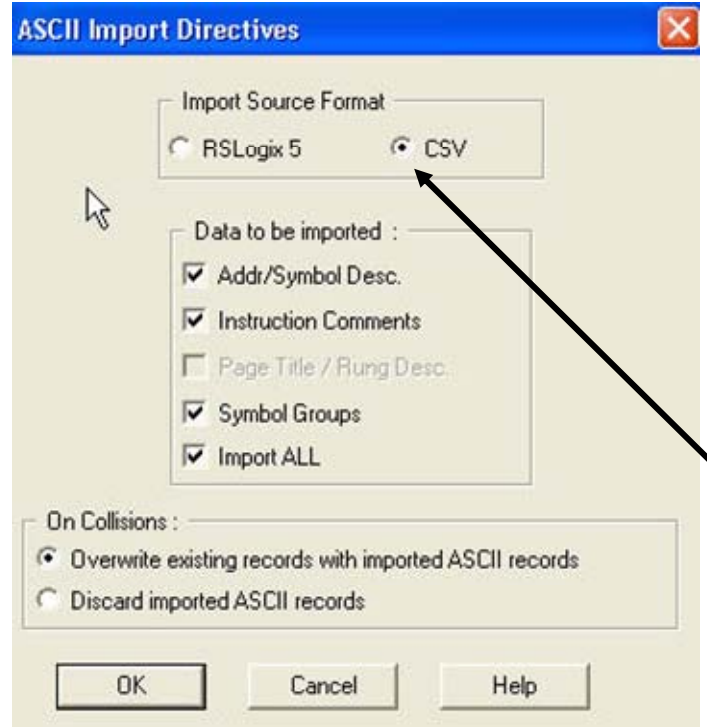 ASCII Import Directives
Import Source Format
RSLogix 5 CSV
Data to be imported :
Addr/Symbol Desc.
Instruction Comments
Page Title / Rung Desc.
Symbol Groups
Import ALL
On Collisions :
Overwrite existing records with imported ASCII records
Discard imported ASCII records
OK Cancel Help